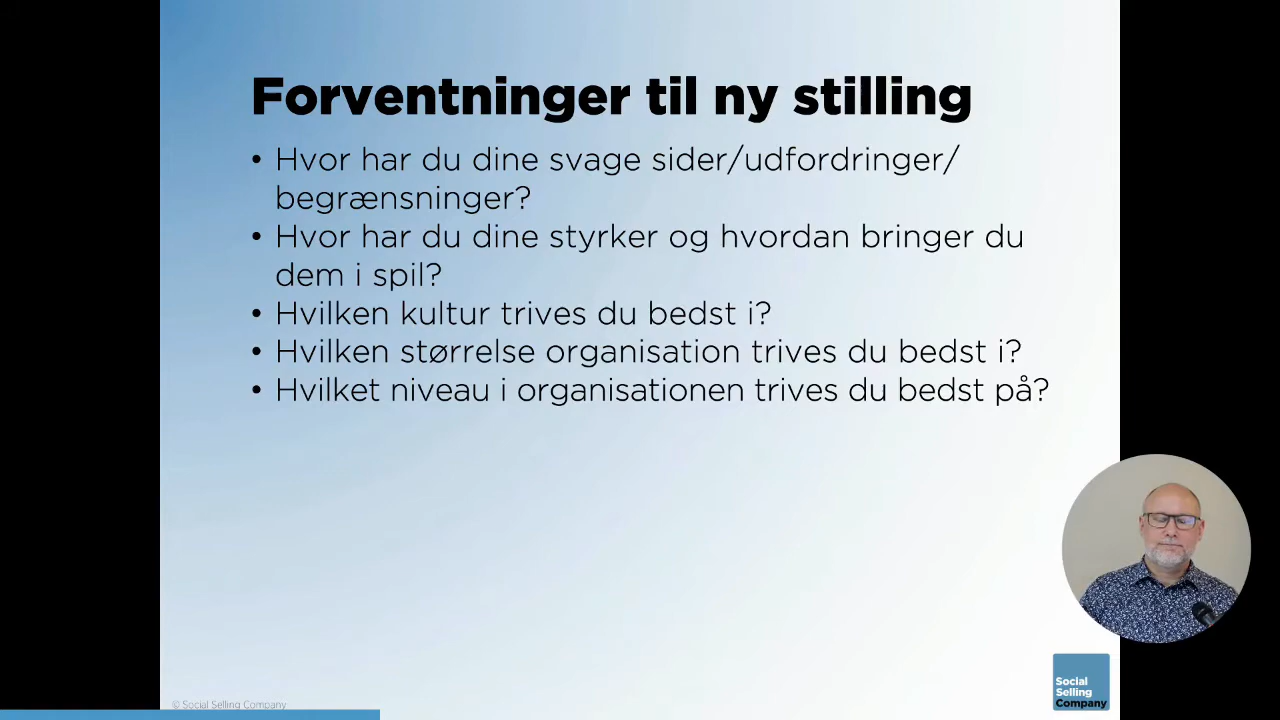 Forventninger til ny stilling
• Hvor har du dine svage sider/udfordringer/
begrænsninger?
• Hvor har du dine styrker og hvordan bringer du
dem i spil?
• Hvilken kultur trives du bedst i?
• Hvilken størrelse organisation trives du bedst i?
• Hvilket niveau i organisationen trives du bedst på?
Social
Selling
Company
© Social Selling Company